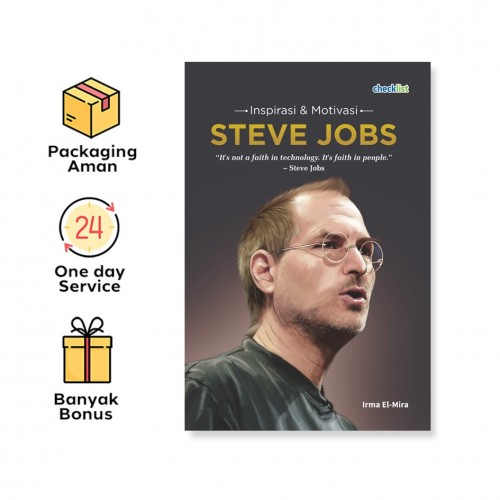 Packaging
Aman
24
One day
Service
Banyak
Bonus
checklist
Inspirasi & Motivasi
STEVE JOBS
"It's not a faith in technology. It's faith in people."
– Steve Jobs
Irma El-Mira